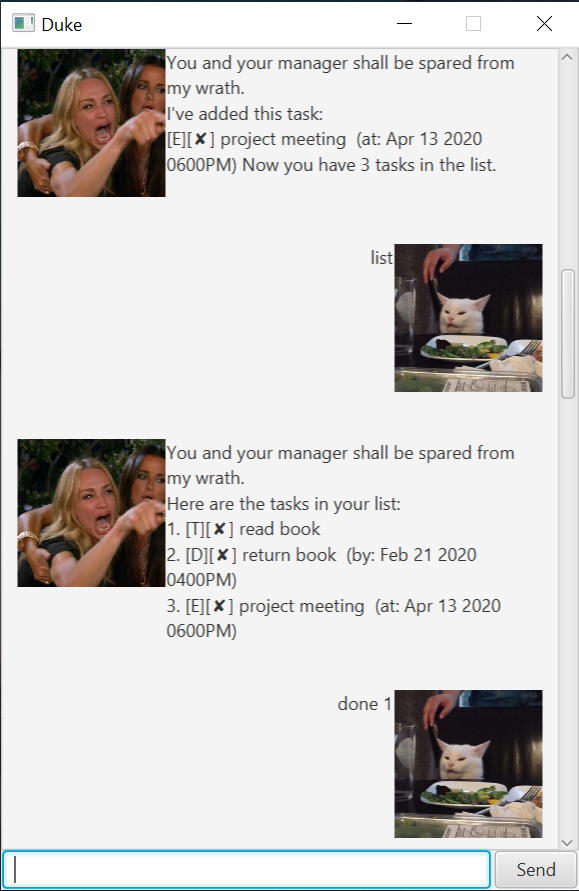 Duke
You and your manager shall be spared from
my wrath.
I've added this task:
[E][✘] project meeting  (at: Apr 13 2020
0600PM) Now you have 3 tasks in the list.
list
You and your manager shall be spared from
my wrath.
Here are the tasks in your list:
1. [T][✘] read book
2. [D][✘] return book  (by: Feb 21 2020
0400PM)
3. [E][✘] project meeting  (at: Apr 13 2020
0600PM)
done 1
Send